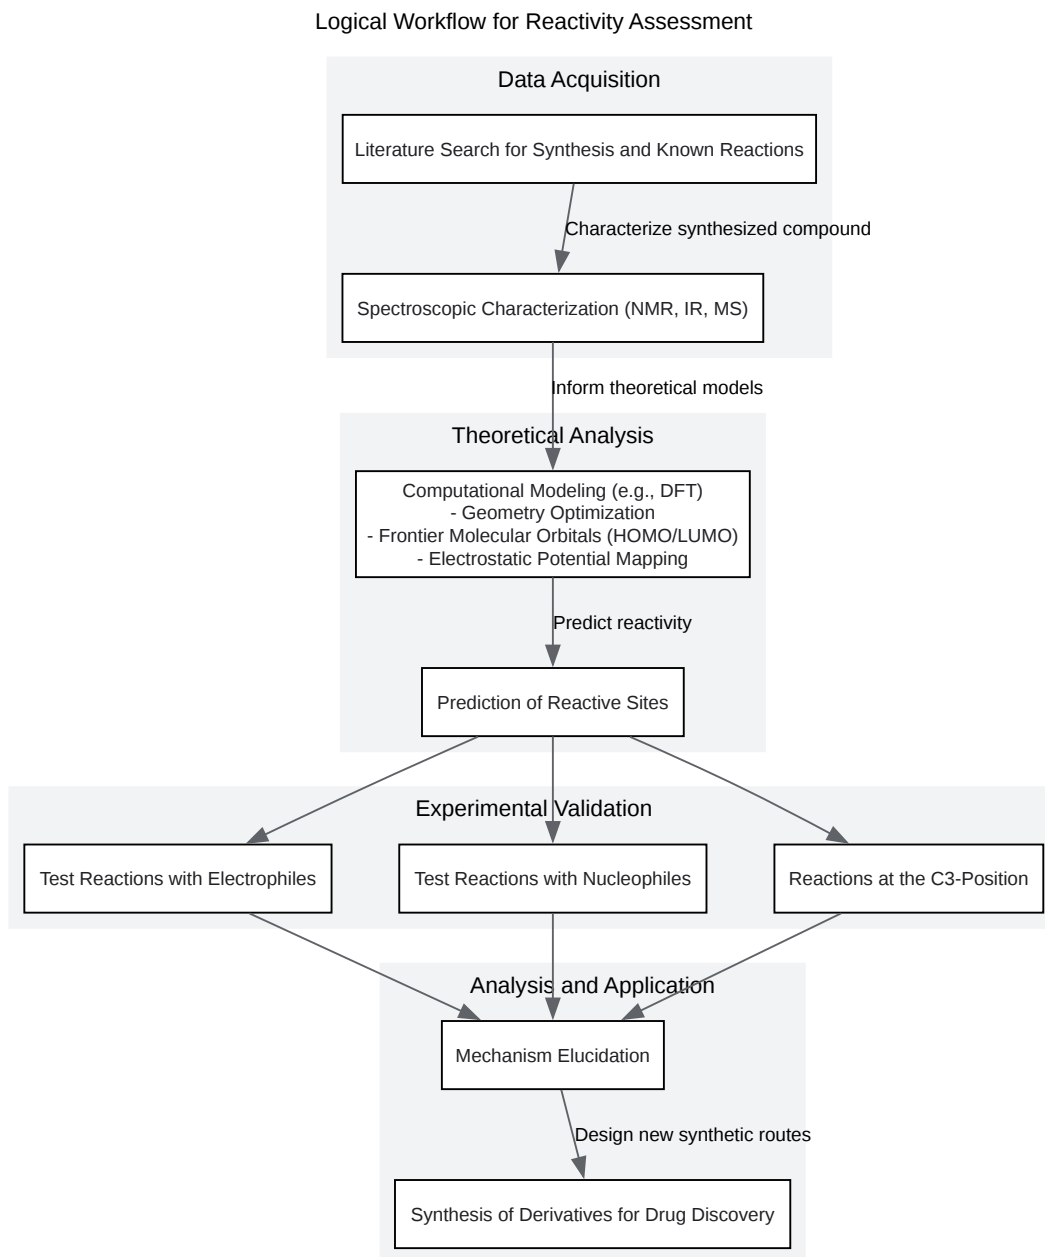 Logical Workflow for Reactivity Assessment
Data Acquisition
Literature Search for Synthesis and Known Reactions
Characterize synthesized compound
Spectroscopic Characterization (NMR, IR, MS)
Inform theoretical models
Theoretical Analysis
Computational Modeling (e.g., DFT)
- Geometry Optimization
- Frontier Molecular Orbitals (HOMO/LUMO)
- Electrostatic Potential Mapping
Predict reactivity
Prediction of Reactive Sites
Experimental Validation
Test Reactions with Electrophiles
Test Reactions with Nucleophiles
Reactions at the C3-Position
Analysis and Application
Mechanism Elucidation
Design new synthetic routes
Synthesis of Derivatives for Drug Discovery